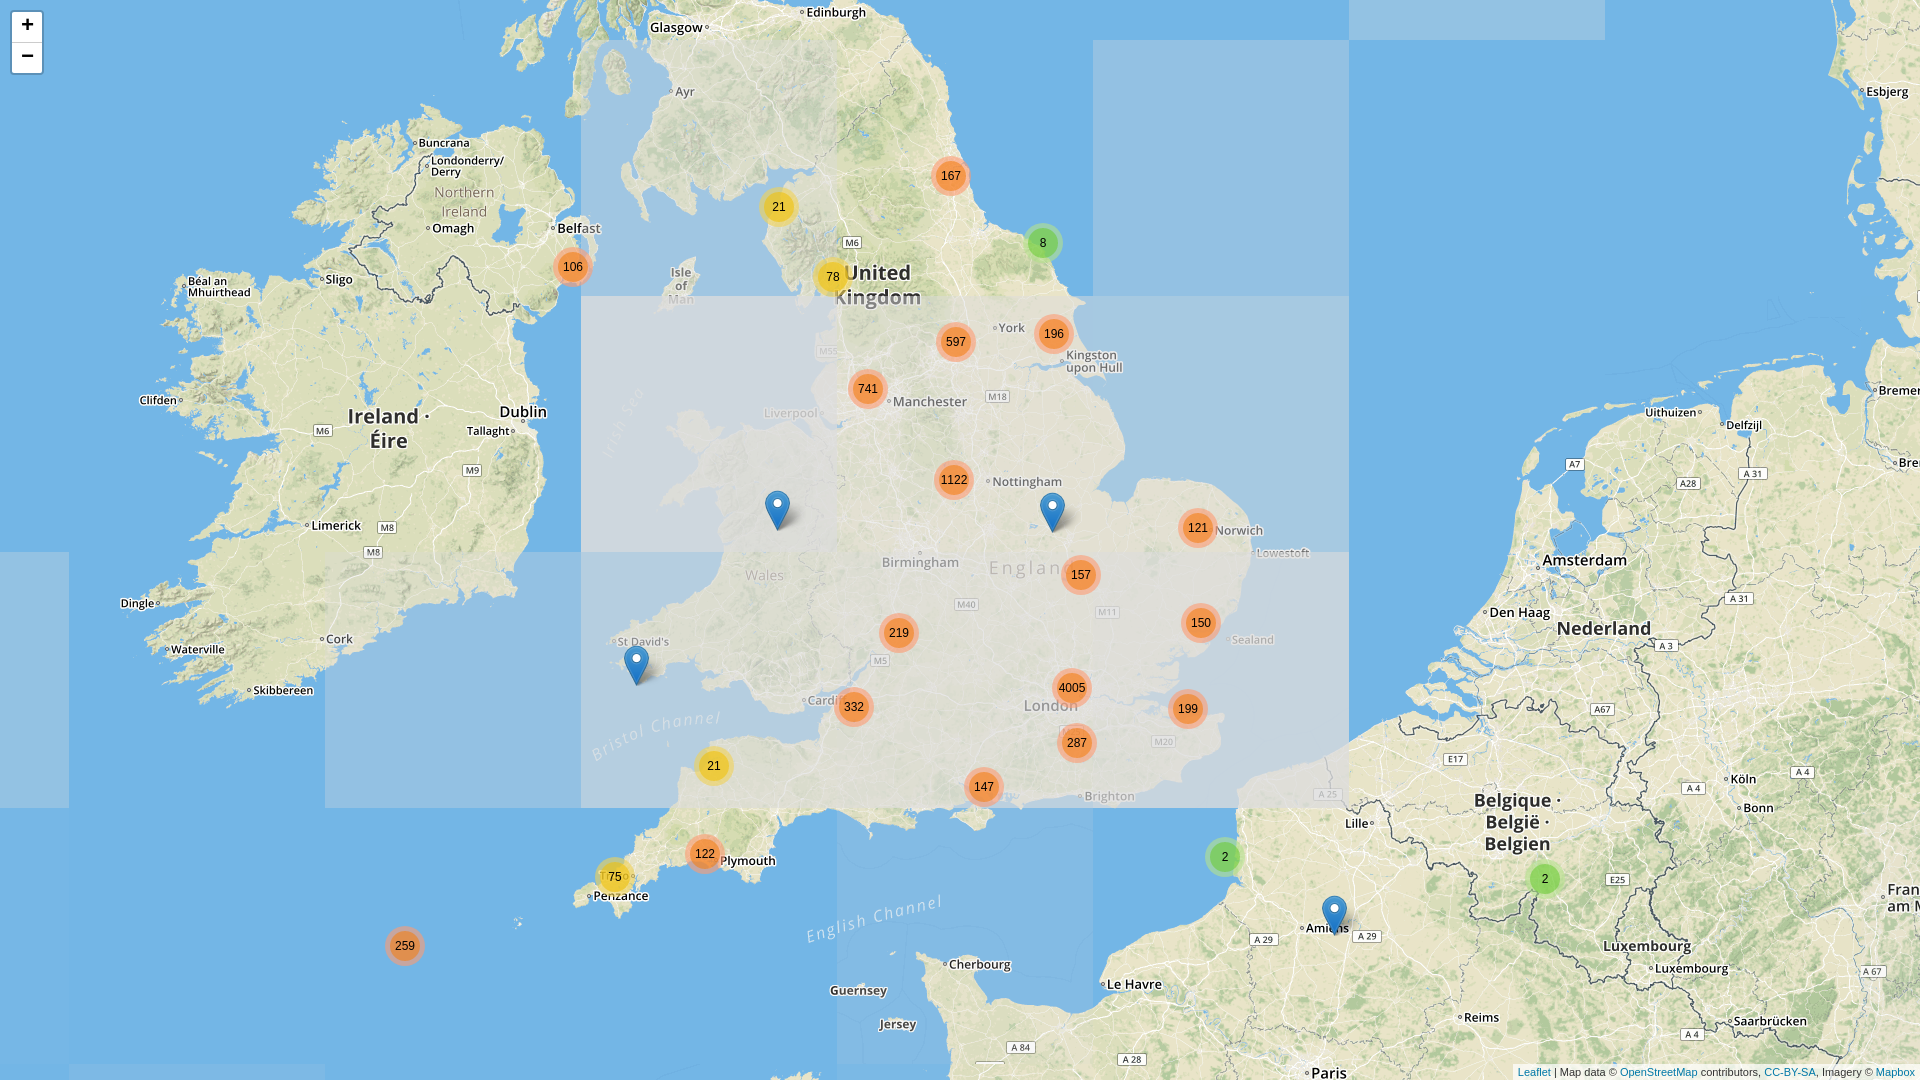 +
−
Edinburgh
Glasgow
Ayr
Esbjerg
Buncrana
Londonderry/
Derry
Northern
Ireland
Omagh
Belfast
167
21
8
M6
106
78
United
Kingdom
Isle
of
Man
Béal an
Mhuirthead
Sligo
York
196
597
Kingston
upon Hull
M55
741
Manchester
M18
Liverpool
Irish Sea
Clifden
Ireland ·
Éire
Dublin
Tallaght
M6
M9
Uithuizen
Delfzijl
Bremer
A7
A 31
A28
Bre
1122
Nottingham
121
Norwich
Lowestoft
Limerick
M8
M8
Birmingham
Englan
157
Wales
Amsterdam
Dingle
M40
M11
Den Haag
A 31
Nederland
219
150
Sealand
St David's
Cork
Waterville
M5
A 3
Skibbereen
4005
London
199
Cardif
332
A67
Bristol Channel
287
M20
E17
21
147
Brighton
A 25
A 4
Köln
A 4
Bonn
Belgique ·
België ·
Belgien
Lille
122
Plymouth
2
2
E25
75
Penzance
Fran
am M
English Channel
Amiens
A 29
A 29
259
Luxembourg
Luxembourg
A 67
Cherbourg
Guernsey
Le Havre
Jersey
Reims
Saarbrücken
A 84
A 28
A 4
Paris
Leaflet | Map data © OpenStreetMap contributors, CC-BY-SA, Imagery © Mapbox